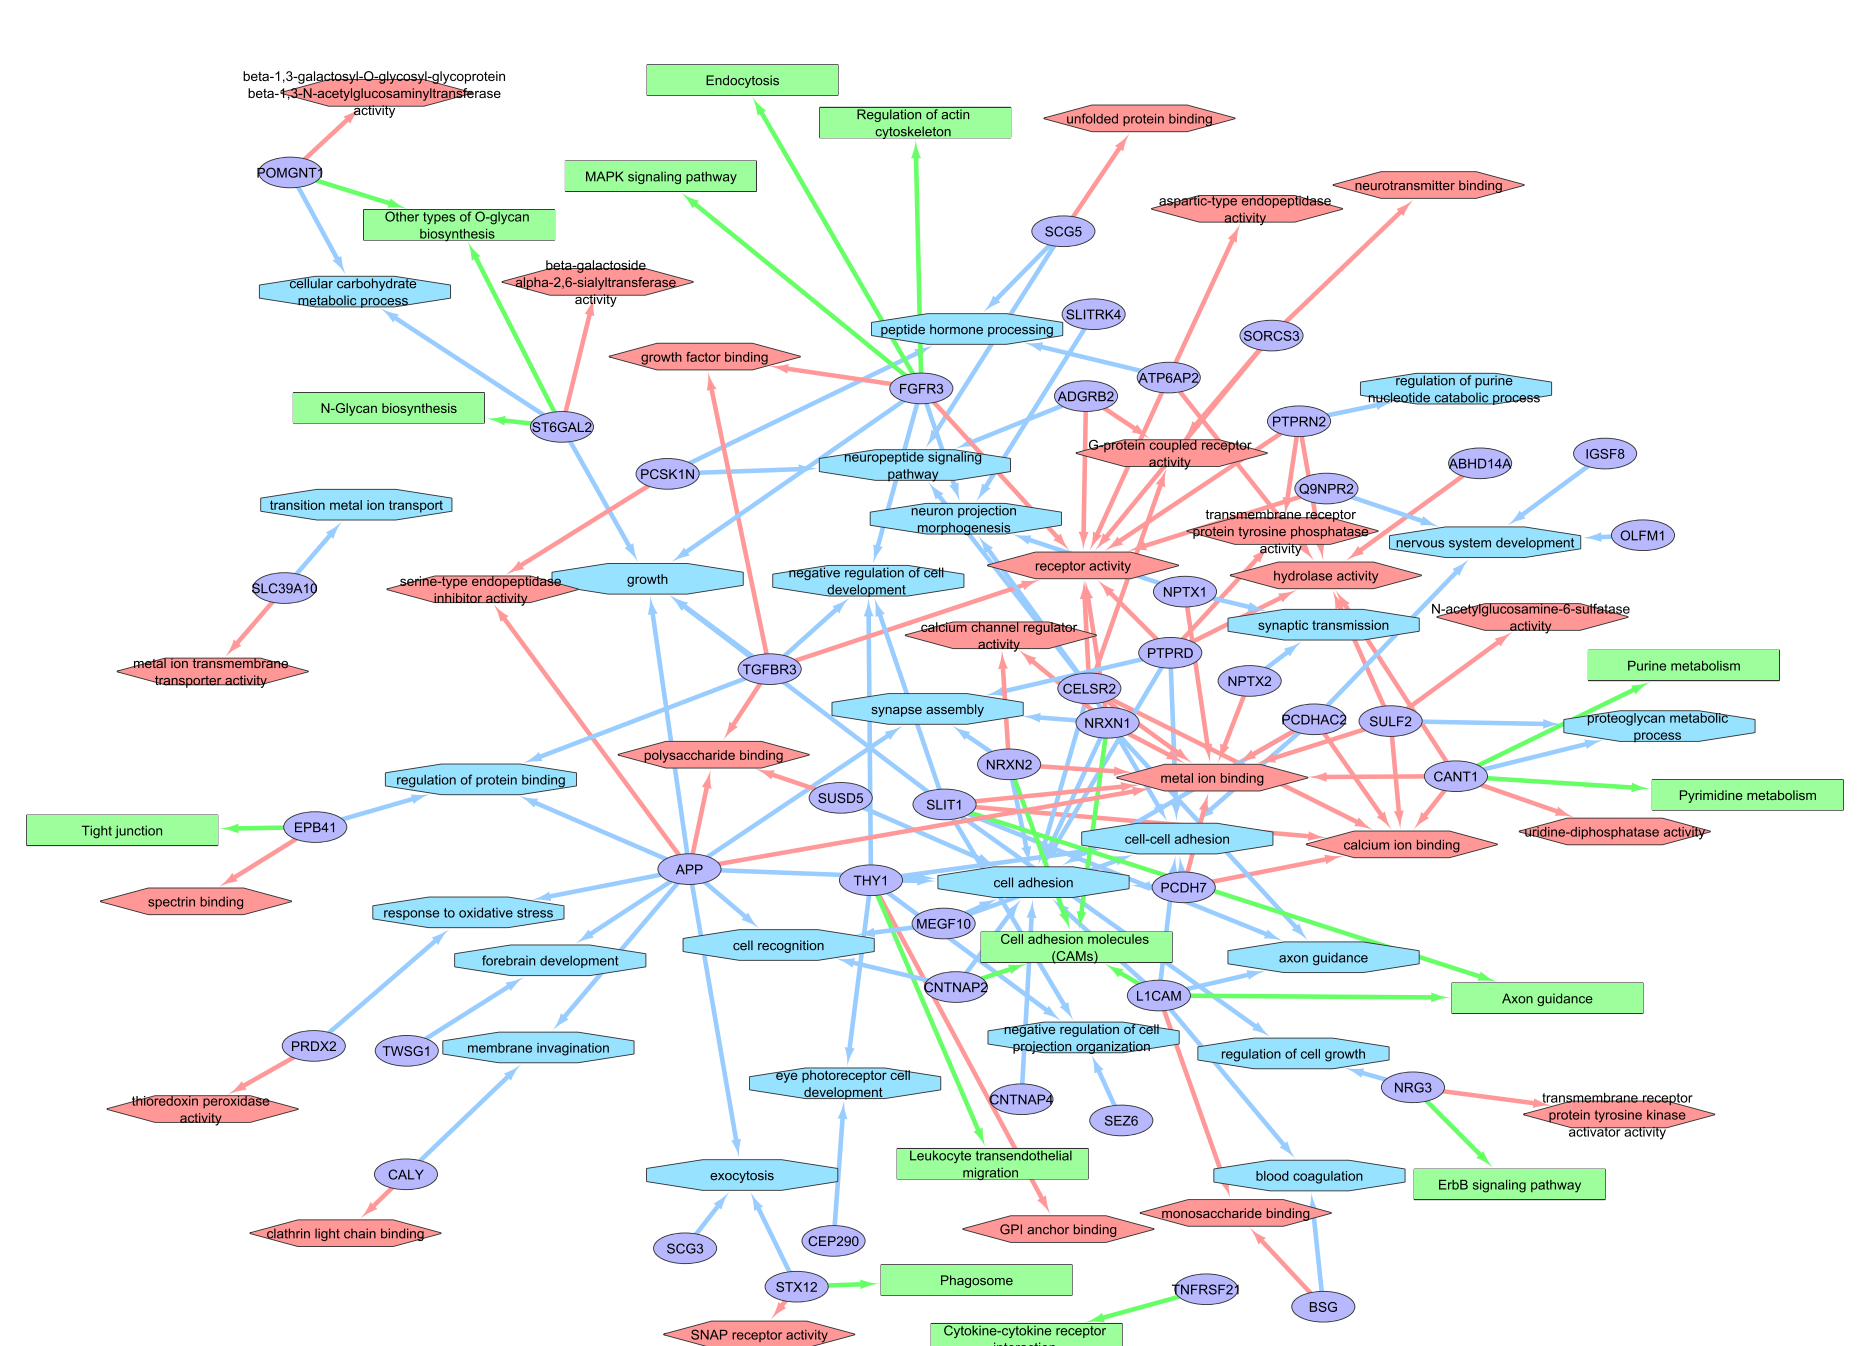 beta-1,3-galactosyl-O-glycosyl-glycoprotein
beta-1,3-N-acetylglucosaminyltransferase
activity
Endocytosis
Regulation of actin
cytoskeleton
unfolded protein binding
POMGNT1
MAPK signaling pathway
neurotransmitter binding
aspartic-type endopeptidase
activity
Other types of O-glycan
biosynthesis
SCG5
beta-galactoside
alpha-2,6-sialyltransferase
activity
cellular carbohydrate
metabolic process
SLITRK4
peptide hormone processing
SORCS3
growth factor binding
ATP6AP2
FGFR3
ADGRB2
regulation of purine
nucleotide catabolic process
N-Glycan biosynthesis
ST6GAL2
PTPRN2
G-protein coupled receptor
activity
IGSF8
ABHD14A
neuropeptide signaling
pathway
PCSK1N
Q9NPR2
transition metal ion transport
neuron projection
morphogenesis
transmembrane receptor
protein tyrosine phosphatase
activity
OLFM1
nervous system development
receptor activity
hydrolase activity
growth
negative regulation of cell
development
serine-type endopeptidase
inhibitor activity
SLC39A10
NPTX1
N-acetylglucosamine-6-sulfatase
activity
synaptic transmission
calcium channel regulator
activity
PTPRD
Purine metabolism
metal ion transmembrane
transporter activity
TGFBR3
NPTX2
CELSR2
synapse assembly
NRXN1
PCDHAC2
SULF2
proteoglycan metabolic
process
polysaccharide binding
NRXN2
metal ion binding
CANT1
regulation of protein binding
SUSD5
SLIT1
Pyrimidine metabolism
EPB41
Tight junction
uridine-diphosphatase activity
cell-cell adhesion
calcium ion binding
APP
THY1
cell adhesion
PCDH7
spectrin binding
response to oxidative stress
MEGF10
cell recognition
Cell adhesion molecules
(CAMs)
forebrain development
axon guidance
CNTNAP2
L1CAM
Axon guidance
PRDX2
TWSG1
membrane invagination
negative regulation of cell
projection organization
regulation of cell growth
eye photoreceptor cell
development
CNTNAP4
NRG3
thioredoxin peroxidase
activity
SEZ6
transmembrane receptor
protein tyrosine kinase
activator activity
CALY
exocytosis
Leukocyte transendothelial
migration
blood coagulation
ErbB signaling pathway
monosaccharide binding
clathrin light chain binding
GPI anchor binding
SCG3
CEP290
STX12
Phagosome
TNFRSF21
BSG
SNAP receptor activity
Cytokine-cytokine receptor
interaction